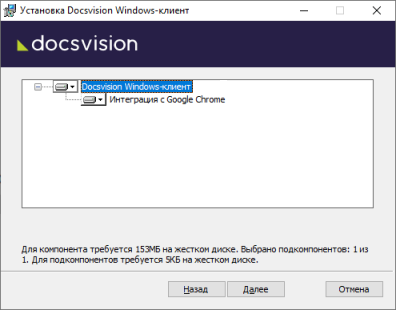 Установка Docsvision Windows-клиент
docsvision
Docsvision Windows-клиент
Интеграция с Google Chrome
Для компонента требуется 153МБ на жестком диске. Выбрано подкомпонентов: 1 из
1. Для подкомпонентов требуется 5КБ на жестком диске.
Назад Далее Отмена